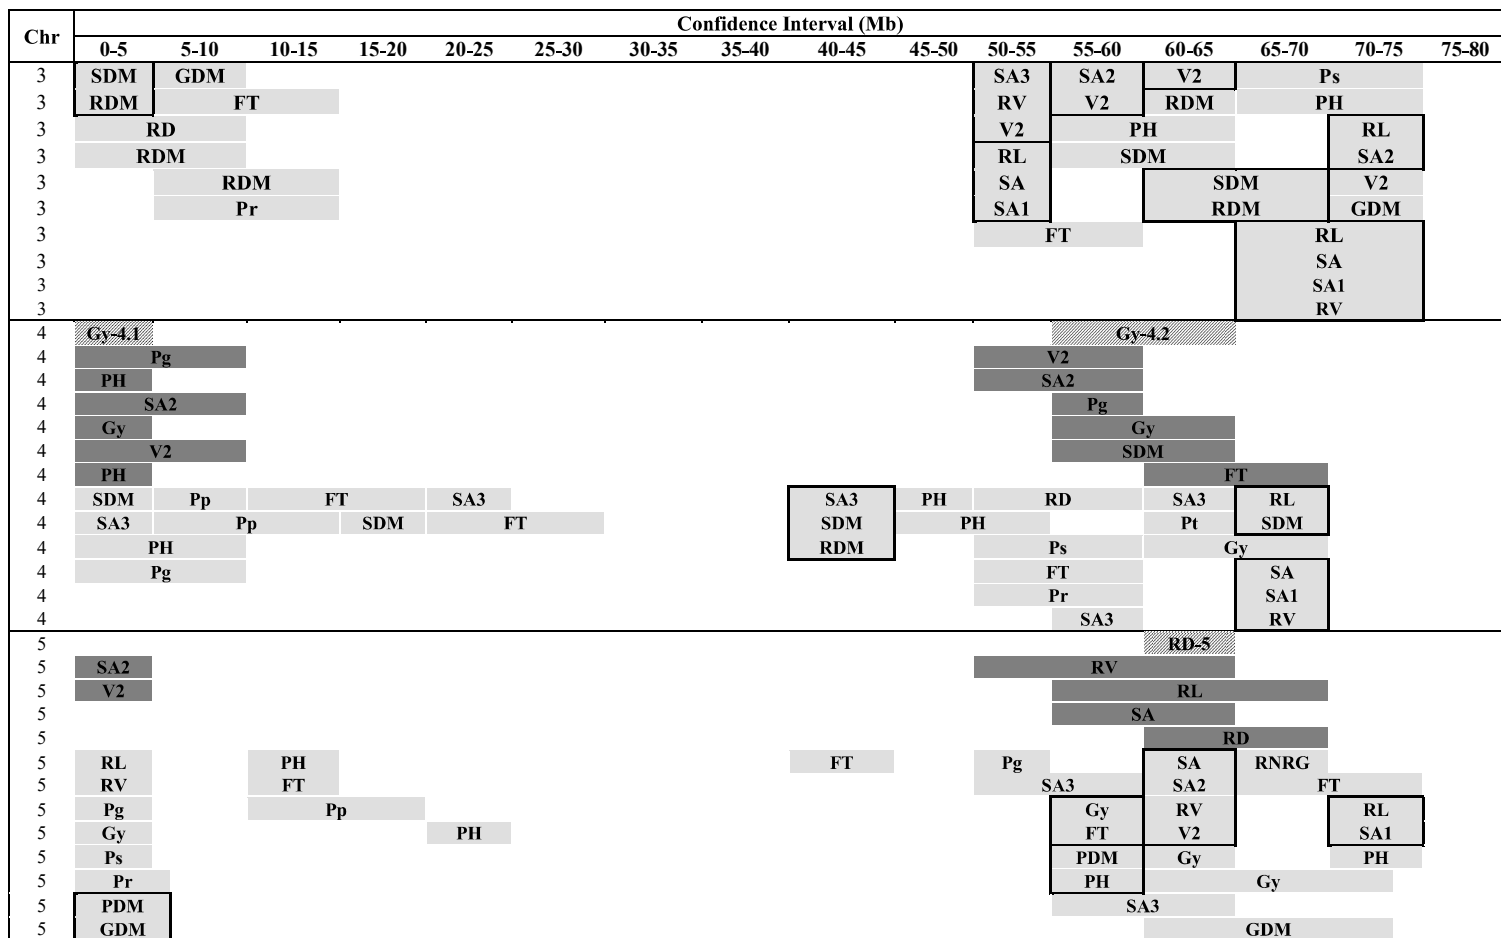 Chr Confidence Interval (Mb)
0-5 5-10 10-15 15-20 20-25 25-30 30-35 35-40 40-45 45-50 50-55 55-60 60-65 65-70 70-75 75-80
3 SDM GDM SA3 SA2 V2 Ps
3 RDM FT RV V2 RDM PH
3 RD V2 PH RL
3 RDM RL SDM SA2
3 RDM SA SDM V2
3 Pr SA1 RDM GDM
3 FT RL
3 SA
3 SA1
3 RV
4 Gy-4.1 Gy-4.2
4 Pg V2
4 PH SA2
4 SA2 Pg
4 Gy Gy
4 V2 SDM
4 PH FT
4 SDM Pp FT SA3 SA3 PH RD SA3 RL
4 SA3 Pp SDM FT SDM PH Pt SDM
4 PH RDM Ps Gy
4 Pg FT SA
4 Pr SA1
4 SA3 RV
5 RD-5
5 SA2 RV
5 V2 RL
5 SA
5 RD
5 RL PH FT Pg SA RNRG
5 RV FT SA3 SA2 FT
5 Pg Pp Gy RV RL
5 Gy PH FT V2 SA1
5 Ps PDM Gy PH
5 Pr PH Gy
5 PDM SA3
5 GDM GDM